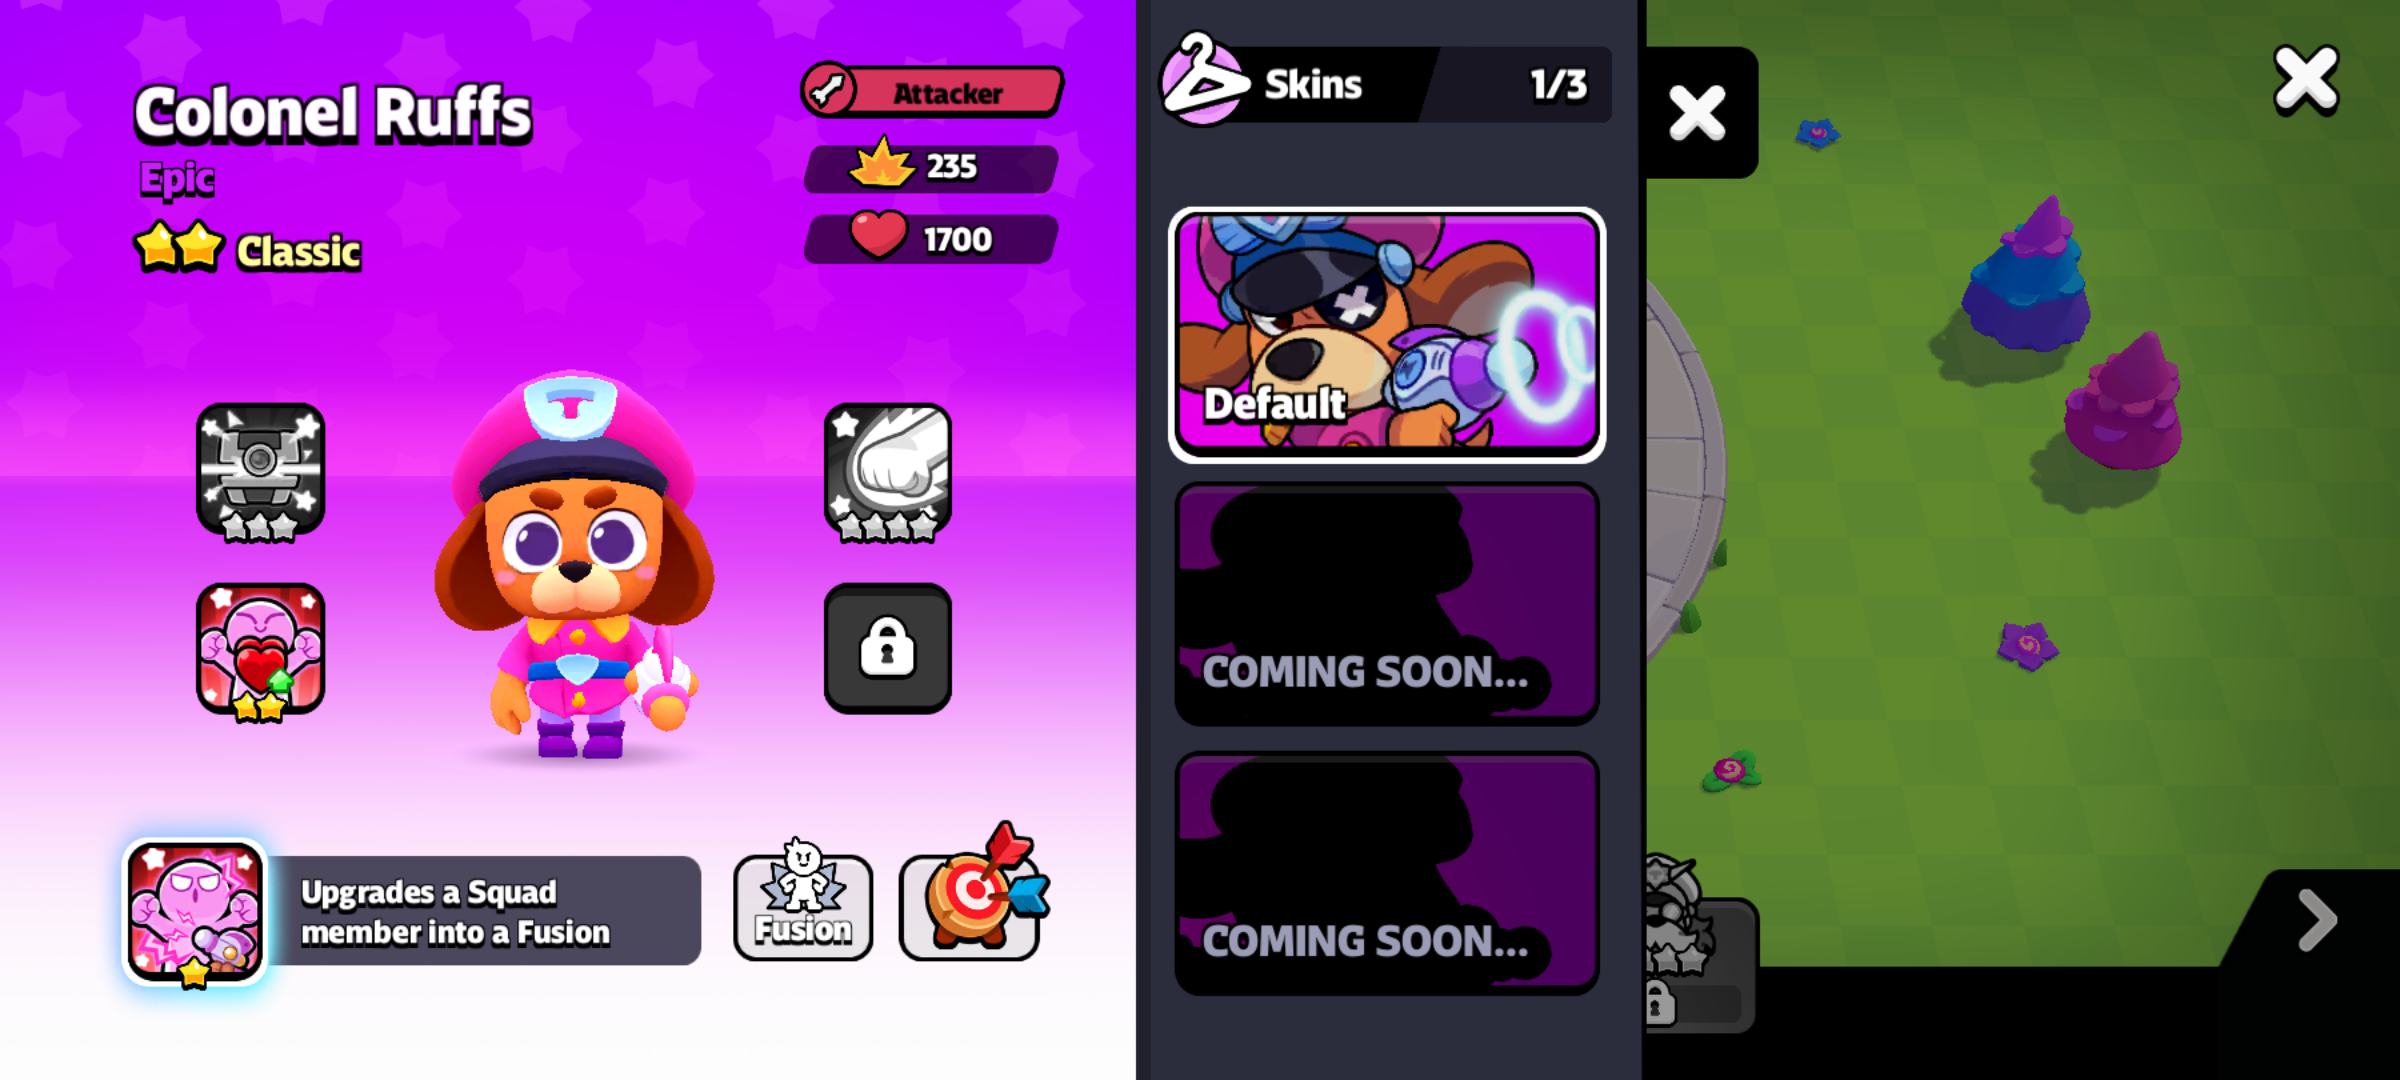 Colonel Ruffs
Epic
Classic
Attacker
235
1700
Upgrades a Squad
member into a Fusion
Fusion
Skins
1/3
Default
COMING SOON...
COMING SOON...